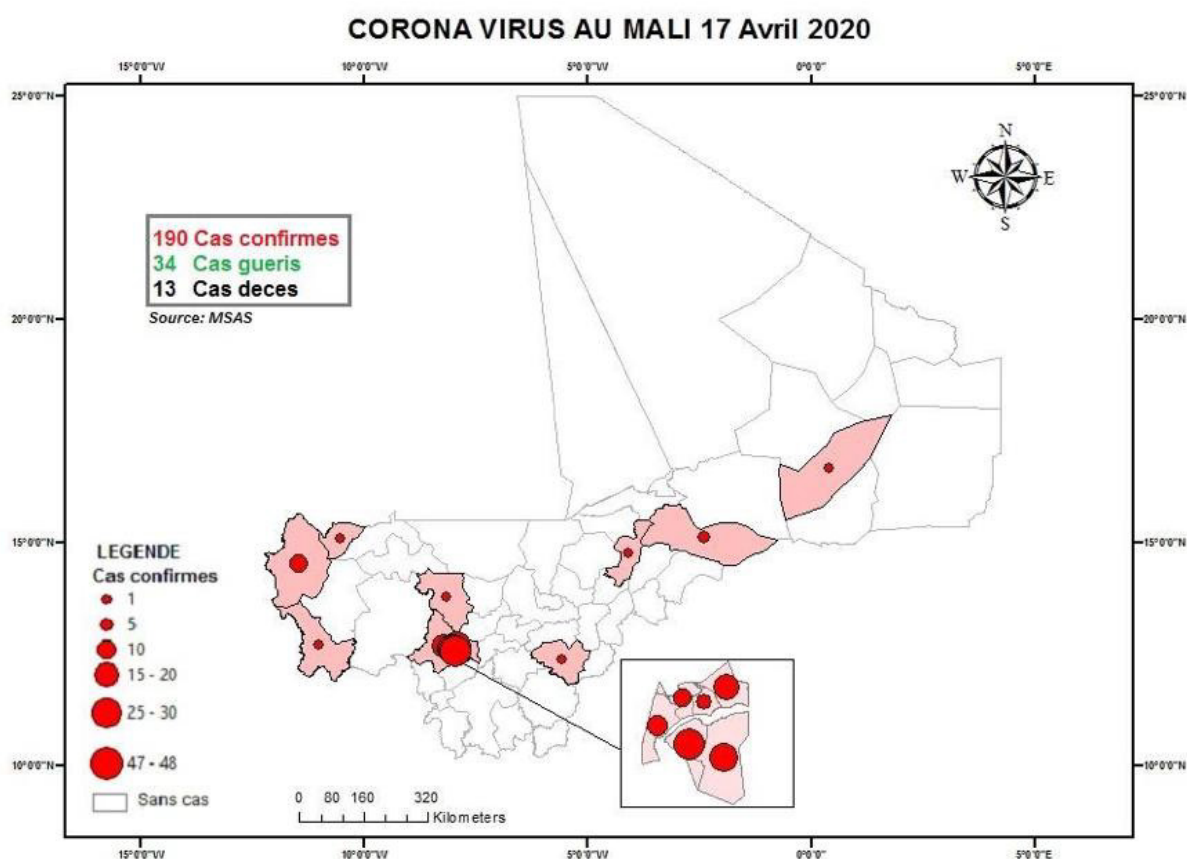 CORONA VIRUS AU MALI 17 Avril 2020
15°0'0"W 10°0'0"W 5°0'0"W 0°0'0" 5°0'0"E
25°0'0"N 25°0'0"N
N
W E
S
190 Cas confirmes
34 Cas gueris
13 Cas deces
Source: MSAS
20°0'0"N 20°0'0"N
15°0'0"N 15°0'0"N
LEGENDE
Cas confirmes
1
5
10
15 - 20
25 - 30
47 - 48
Sans cas
10°0'0"N 10°0'0"N
0 80 160 320
Kilometers
15°0'0"W 10°0'0"W 5°0'0"W 0°0'0" 5°0'0"E